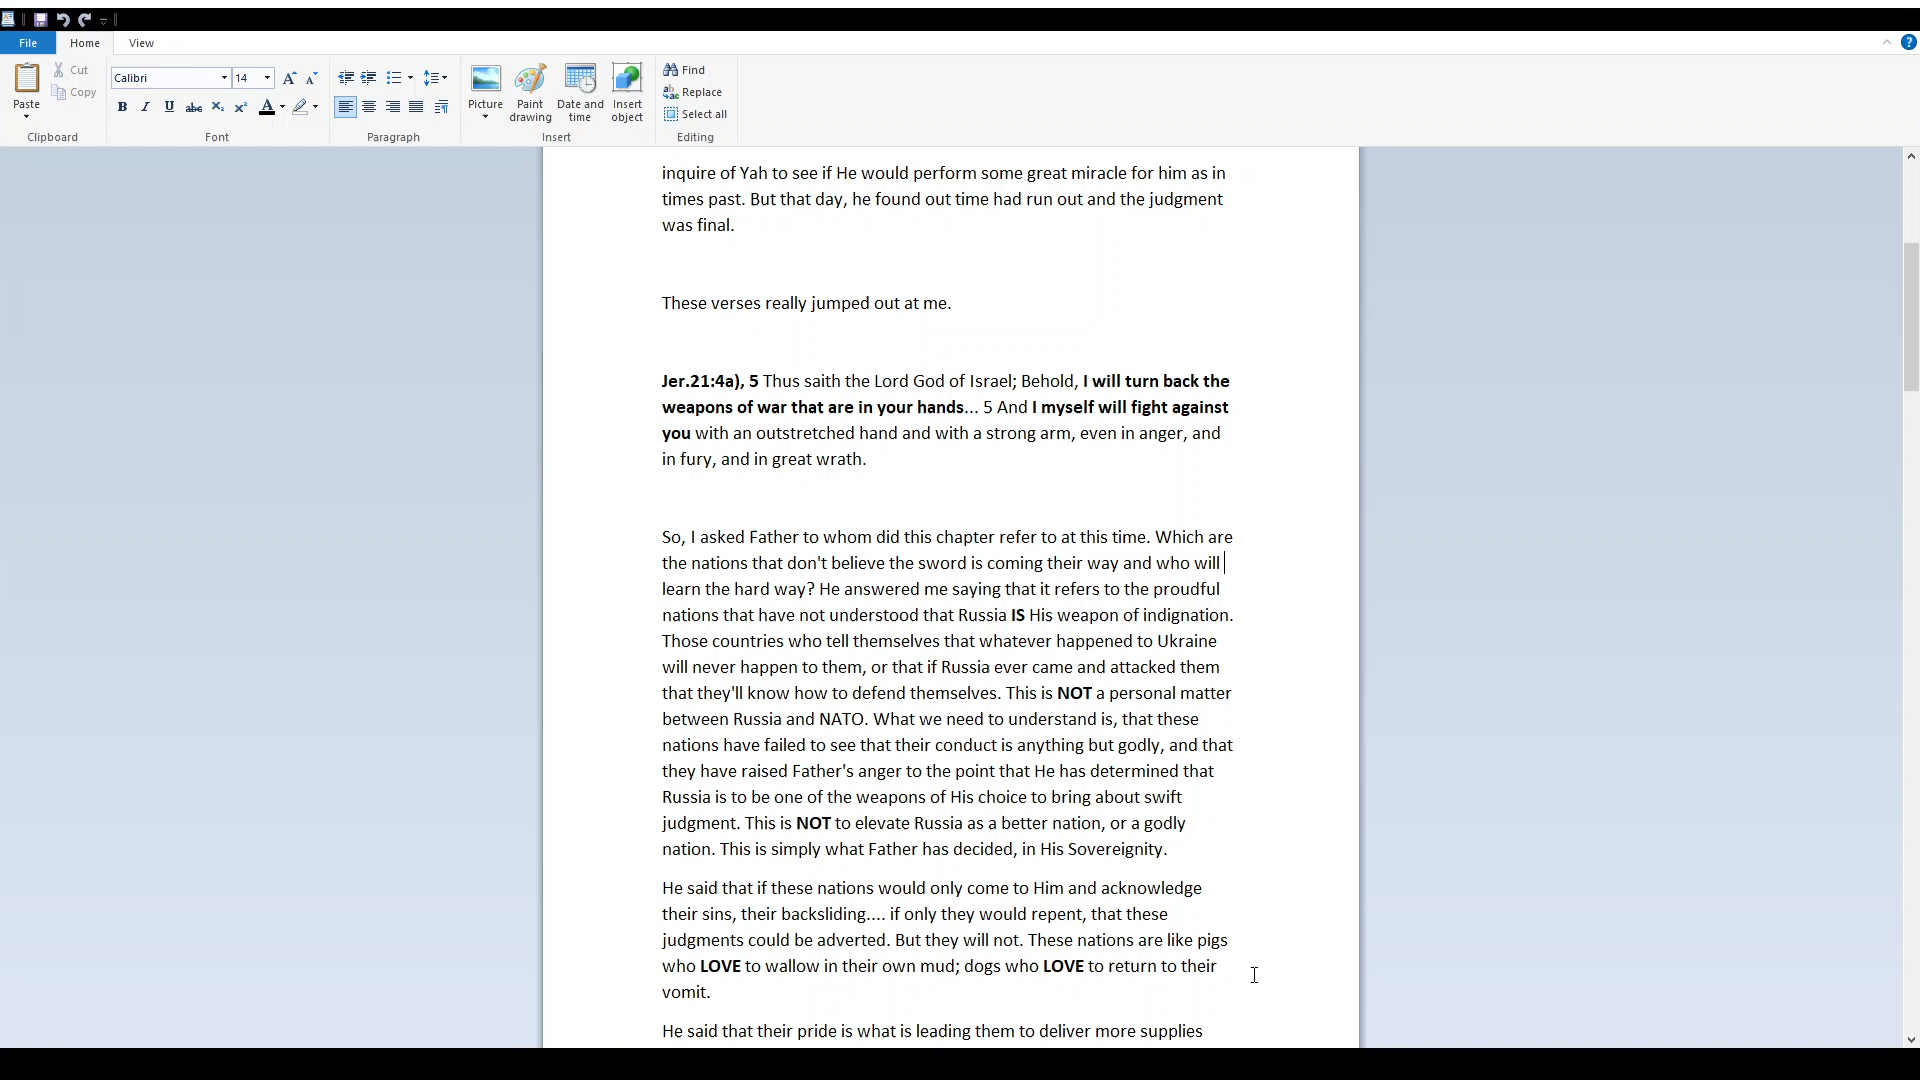 File
Home
View
Paste
Cut
Copy
Clipboard
Calibri
14
Font
Paragraph
Picture
Paint
drawing
Date and
time
Insert
object
Insert
Find
Replace
Select all
Editing
inquire of Yah to see if He would perform some great miracle for him as in
times past. But that day, he found out time had run out and the judgment
was final.
These verses really jumped out at me.
Jer.21:4a), 5 Thus saith the Lord God of Israel; Behold, I will turn back the
weapons of war that are in your hands... 5 And I myself will fight against
you with an outstretched hand and with a strong arm, even in anger, and
in fury, and in great wrath.
So, I asked Father to whom did this chapter refer to at this time. Which are
the nations that don't believe the sword is coming their way and who will
learn the hard way? He answered me saying that it refers to the proudful
nations that have not understood that Russia IS His weapon of indignation.
Those countries who tell themselves that whatever happened to Ukraine
will never happen to them, or that if Russia ever came and attacked them
that they'll know how to defend themselves. This is NOT a personal matter
between Russia and NATO. What we need to understand is, that these
nations have failed to see that their conduct is anything but godly, and that
they have raised Father's anger to the point that He has determined that
Russia is to be one of the weapons of His choice to bring about swift
judgment. This is NOT to elevate Russia as a better nation, or a godly
nation. This is simply what Father has decided, in His Sovereignity.
He said that if these nations would only come to Him and acknowledge
their sins, their backsliding.... if only they would repent, that these
judgments could be adverted. But they will not. These nations are like pigs
who LOVE to wallow in their own mud; dogs who LOVE to return to their
vomit.
He said that their pride is what is leading them to deliver more supplies